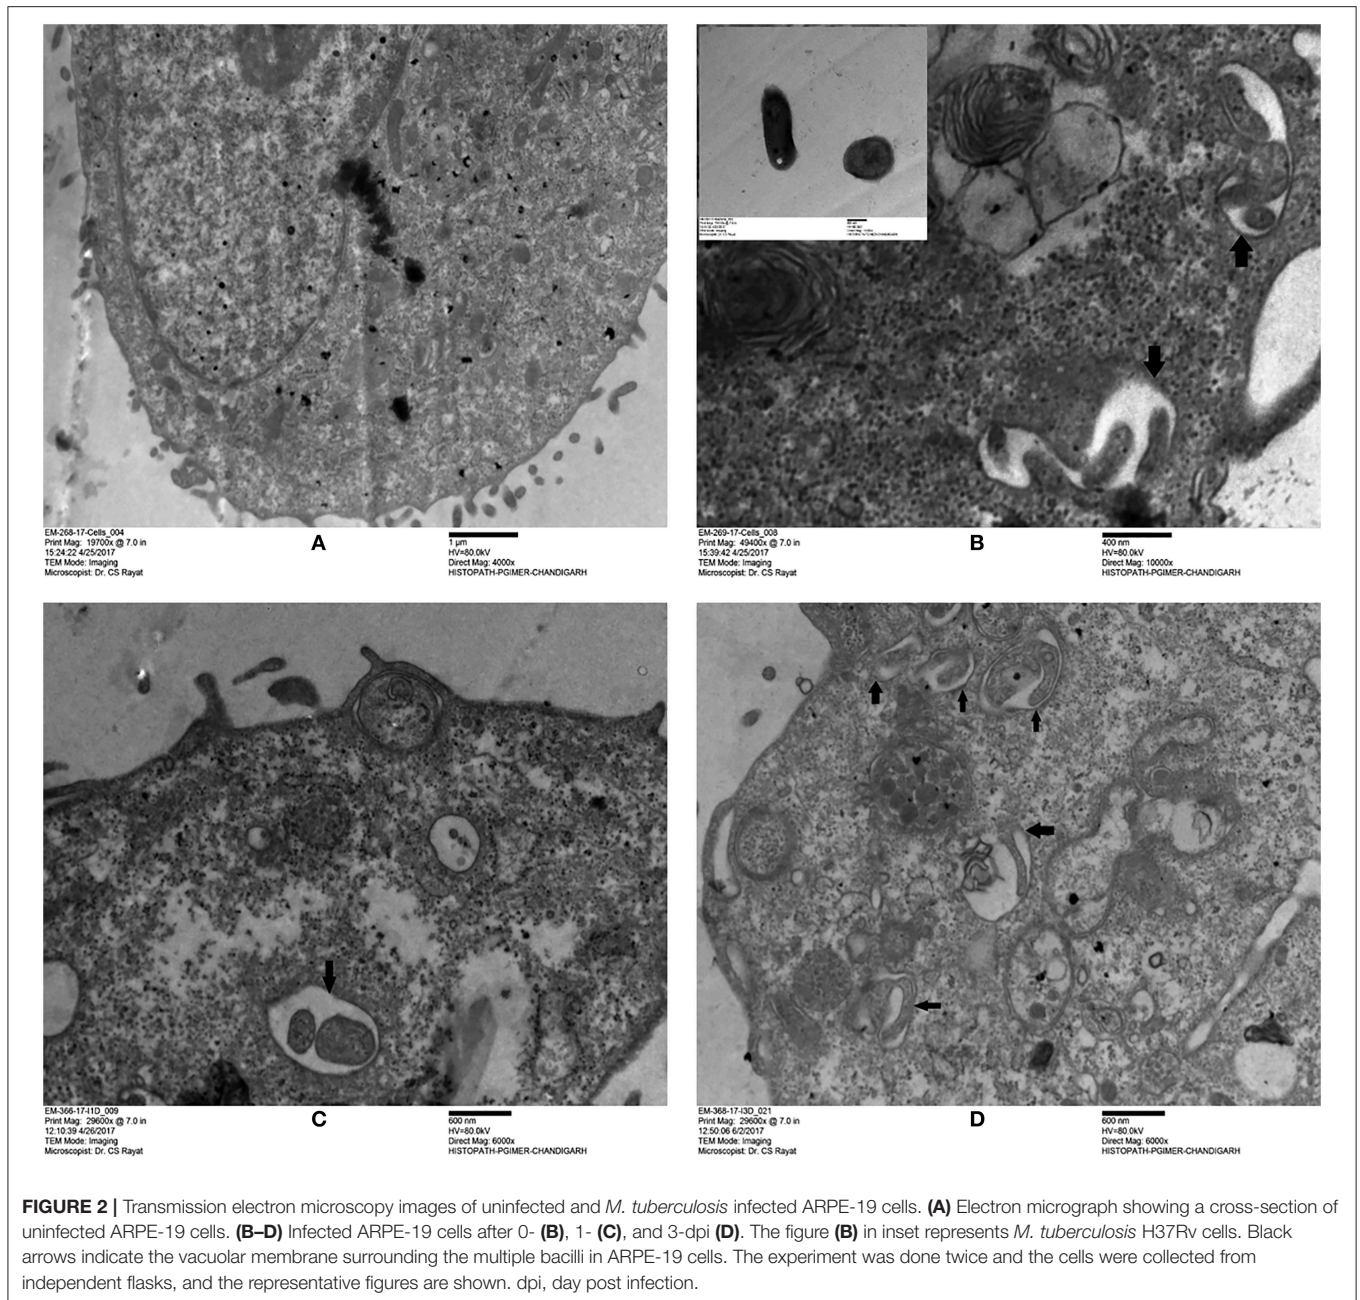 EM-268-17-Cells_004
Print Mag: 19700x @ 7.0 in
15:24:22 4/25/2017
TEM Mode: Imaging
Microscopist: Dr. CS Rayat
A
1 µm
HV=80.0kV
Direct Mag: 4000x
HISTOPATH-PGIMER-CHANDIGARH
EM-269-17-Cells_008
Print Mag: 49400x @ 7.0 in
15:39:42 4/25/2017
TEM Mode: Imaging
Microscopist: Dr. CS Rayat
B
400 nm
HV=80.0kV
Direct Mag: 10000x
HISTOPATH-PGIMER-CHANDIGARH
EM-366-17-I1D_009
Print Mag: 29600x @ 7.0 in
12:10:39 4/26/2017
TEM Mode: Imaging
Microscopist: Dr. CS Rayat
C
600 nm
HV=80.0kV
Direct Mag: 6000x
HISTOPATH-PGIMER-CHANDIGARH
EM-368-17-I3D_021
Print Mag: 29600x @ 7.0 in
12:50:06 6/2/2017
TEM Mode: Imaging
Microscopist: Dr. CS Rayat
D
600 nm
HV=80.0kV
Direct Mag: 6000x
HISTOPATH-PGIMER-CHANDIGARH
FIGURE 2 | Transmission electron microscopy images of uninfected and M. tuberculosis infected ARPE-19 cells. (A) Electron micrograph showing a cross-section of
uninfected ARPE-19 cells. (B–D) Infected ARPE-19 cells after 0- (B), 1- (C), and 3-dpi (D). The figure (B) in inset represents M. tuberculosis H37Rv cells. Black
arrows indicate the vacuolar membrane surrounding the multiple bacilli in ARPE-19 cells. The experiment was done twice and the cells were collected from
independent flasks, and the representative figures are shown. dpi, day post infection.